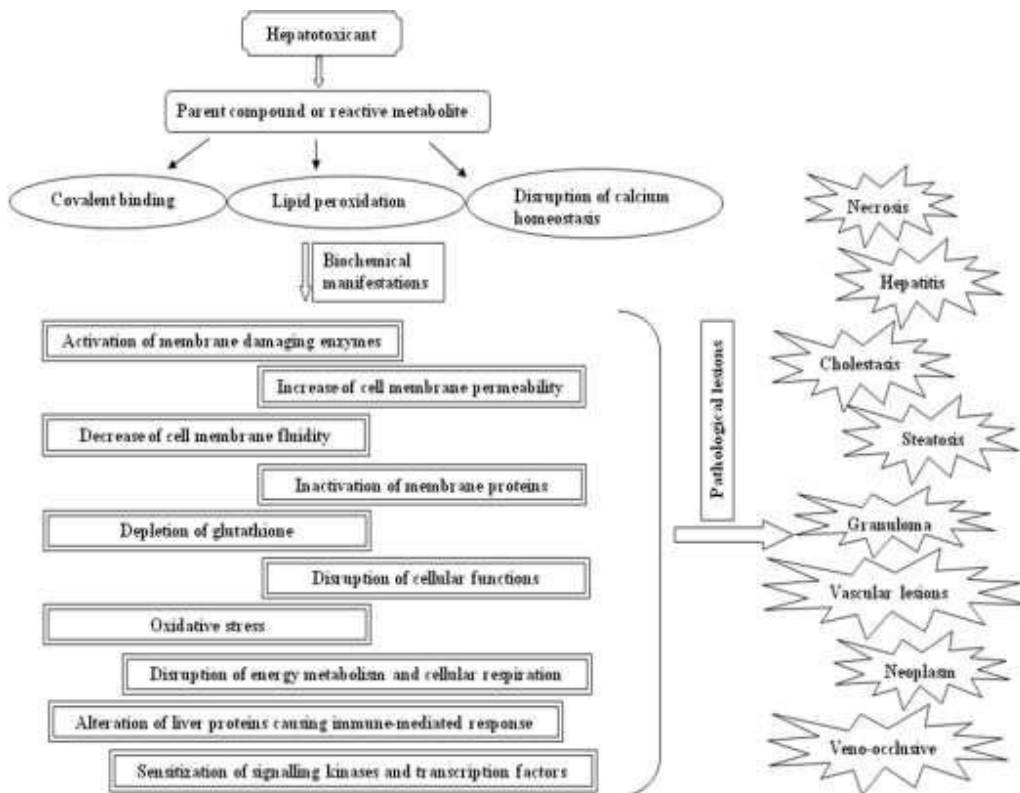 Hepatotoxicant
Parent compound or reactive metabolite
Covalent binding
Lipid peroxidation
Disruption of calcium
homeostasis
Biochemical
manifestations
Activation of membrane damaging enzymes
Increase of cell membrane permeability
Decrease of cell membrane fluidity
Inactivation of membrane proteins
Depletion of glutathione
Disruption of cellular functions
Oxidative stress
Disruption of energy metabolism and cellular respiration
Alteration of liver proteins causing immune-mediated response
Sensitization of signalling kinases and transcription factors
Pathological lesions
Necrosis
Hepatitis
Cholestasis
Steatosis
Granuloma
Vascular lesions
Neoplasm
Veno-occlusive